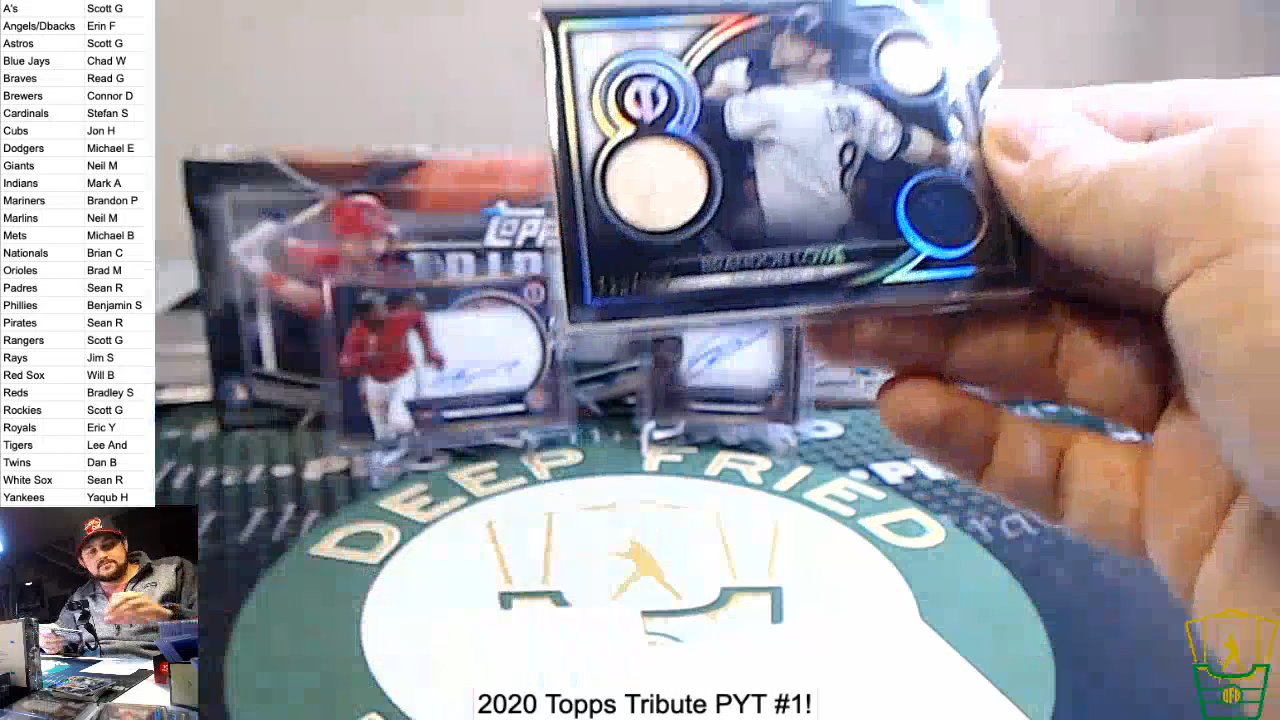 A's Scott G
Angels/Dbacks Erin F
Astros Scott G
Blue Jays Chad W
Braves Read G
Brewers Connor D
Cardinals Stefan S
Cubs Jon H
Dodgers Michael E
Giants Neil M
Indians Mark A
Mariners Brandon P
Marlins Neil M
Mets Michael B
Nationals Brian C
Orioles Brad M
Padres Sean R
Phillies Benjamin S
Pirates Sean R
Rangers Scott G
Rays Jim S
Red Sox Will B
Reds Bradley S
Rockies Scott G
Royals Eric Y
Tigers Lee And
Twins Dan B
White Sox Sean R
Yankees Yaqub H
DEEP FRIED
2020 Topps Tribute PYT #1!